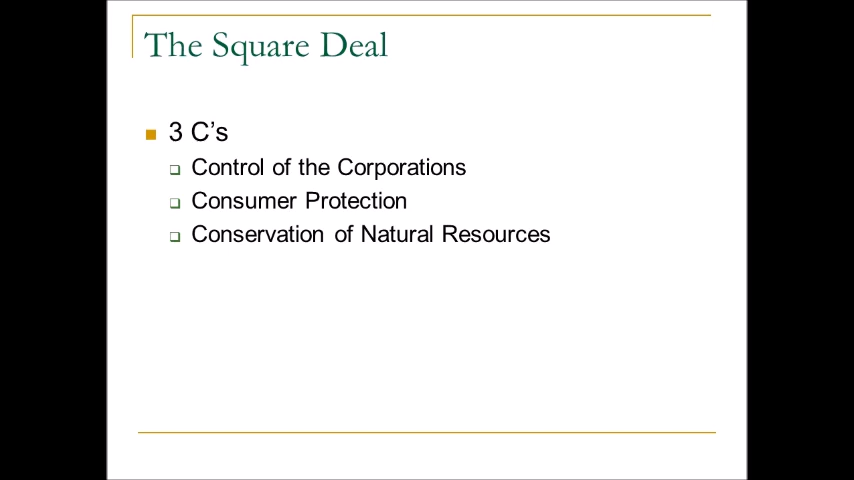 The Square Deal
3 C’s
Control of the Corporations
Consumer Protection
Conservation of Natural Resources